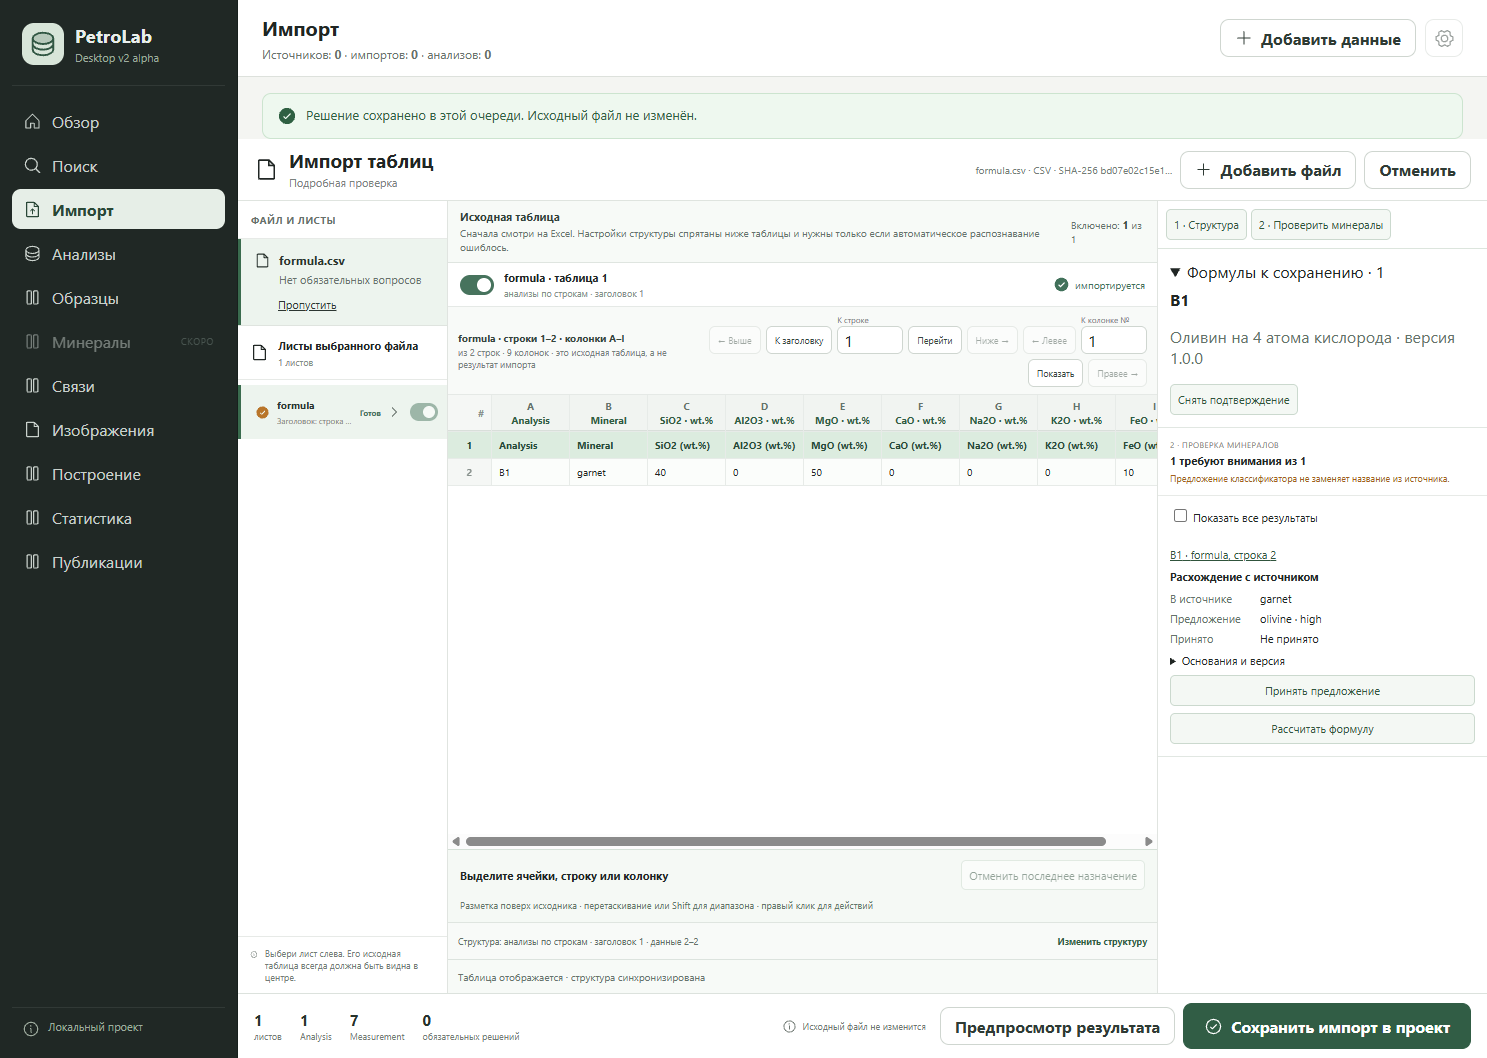 PetroLab
Desktop v2 alpha
Обзор
Поиск
Импорт
Анализы
Образцы
Минералы СКОРО
Связи
Изображения
Построение
Статистика
Публикации
Локальный проект
Импорт
Источников: 0 · импортов: 0 · анализов: 0
Добавить данные
Решение сохранено в этой очереди. Исходный файл не изменён.
Импорт таблиц
Подробная проверка
formula.csv · CSV · SHA-256 bd07e02c15e1...
Добавить файл
Отменить
ФАЙЛ И ЛИСТЫ
formula.csv
Нет обязательных вопросов
Пропустить
Листы выбранного файла
1 листов
formula
Заголовок: строка ...
Готов
Выбери лист слева. Его исходная
таблица всегда должна быть видна в
центре.
Исходная таблица
Сначала смотри на Excel. Настройки структуры спрятаны ниже таблицы и нужны только если автоматическое распознавание
ошиблось.
Включено: 1 из
1
formula · таблица 1
анализы по строкам · заголовок 1
импортируется
formula · строки 1–2 · колонки A–I
из 2 строк · 9 колонок · это исходная таблица, а не
результат импорта
← Выше
К заголовку
К строке
1
Перейти
Ниже →
← Левее
К колонке №
1
Показать
Правее →
# A B C D E F G H I
Analysis Mineral SiO2 · wt.% Al2O3 · wt.% MgO · wt.% CaO · wt.% Na2O · wt.% K2O · wt.% FeO ·
1 Analysis Mineral SiO2 (wt.%) Al2O3 (wt.%) MgO (wt.%) CaO (wt.%) Na2O (wt.%) K2O (wt.%) FeO (wt
2 B1 garnet 40 0 50 0 0 0 10
Выделите ячейки, строку или колонку
Отменить последнее назначение
Разметка поверх исходника · перетаскивание или Shift для диапазона · правый клик для действий
Структура: анализы по строкам · заголовок 1 · данные 2–2
Изменить структуру
Таблица отображается · структура синхронизирована
1 · Структура
2 · Проверить минералы
▼ Формулы к сохранению · 1
B1
Оливин на 4 атома кислорода · версия
1.0.0
Снять подтверждение
2 · ПРОВЕРКА МИНЕРАЛОВ
1 требуют внимания из 1
Предложение классификатора не заменяет название из источника.
Показать все результаты
B1 · formula, строка 2
Расхождение с источником
В источнике garnet
Предложение olivine · high
Принято Не принято
▶ Основания и версия
Принять предложение
Рассчитать формулу
1 1 7 0
листов Analysis Measurement обязательных решений
Исходный файл не изменится
Предпросмотр результата
Сохранить импорт в проект